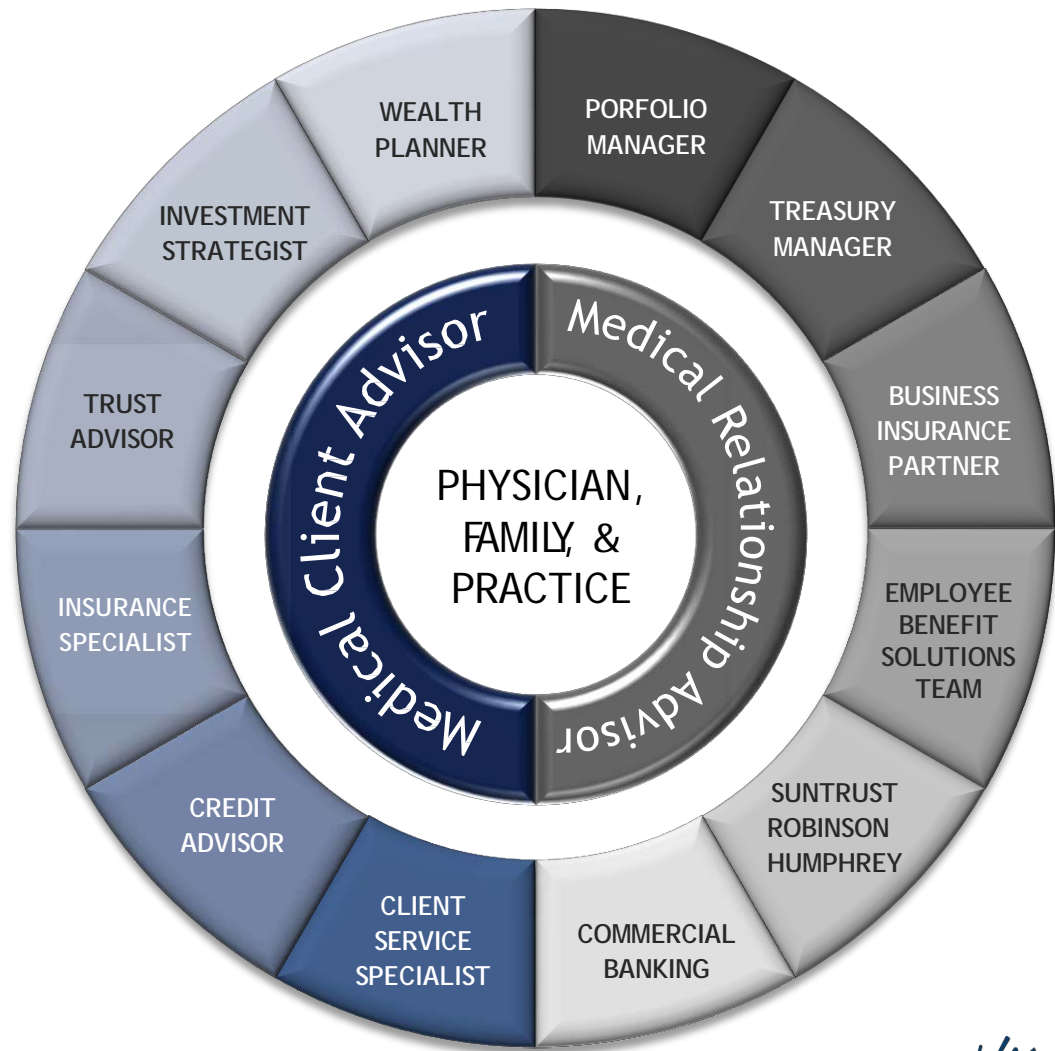 WEALTH
PLANNER
PORFOLIO
MANAGER
TREASURY
MANAGER
BUSINESS
INSURANCE
PARTNER
EMPLOYEE
BENEFIT
SOLUTIONS
TEAM
SUNTRUST
ROBINSON
HUMPHREY
COMMERCIAL
BANKING
CLIENT
SERVICE
SPECIALIST
CREDIT
ADVISOR
INSURANCE
SPECIALIST
TRUST
ADVISOR
INVESTMENT
STRATEGIST
Medical Client Advisor
Medical Relationship Advisor
PHYSICIAN,
FAMILY, &
PRACTICE